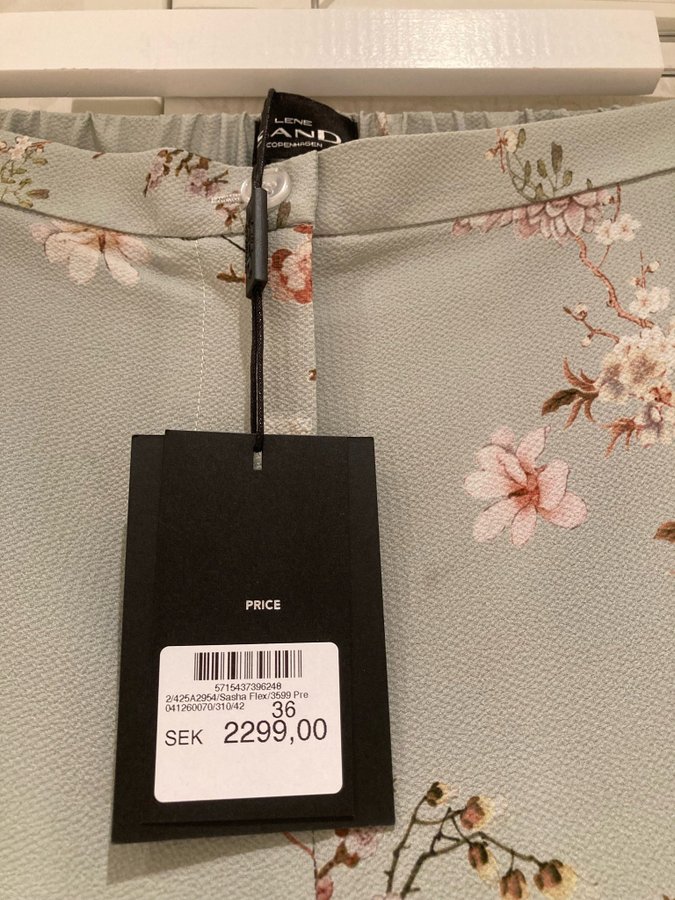 LENE
SAND
COPENHAGEN
PRICE
5715437396248
2/425A2954/Sasha Flex/3599 Pre
041260070/310/42
36
SEK 2299,00